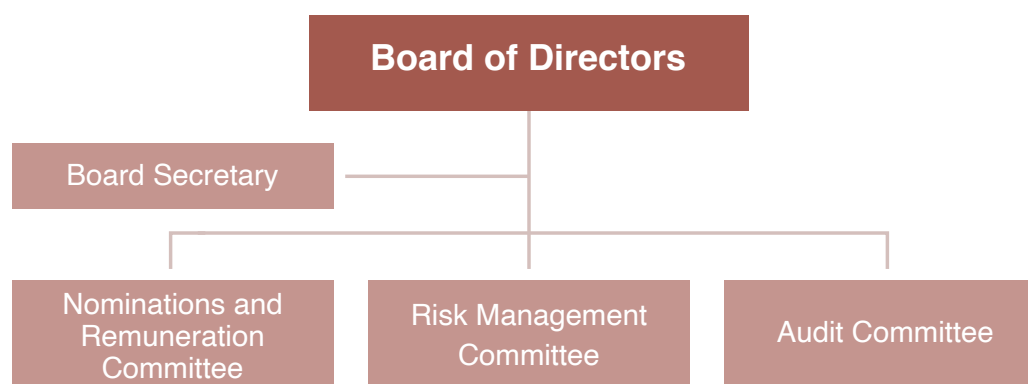 Board of Directors
Board Secretary
Nominations and
Remuneration
Committee
Risk Management
Committee
Audit Committee